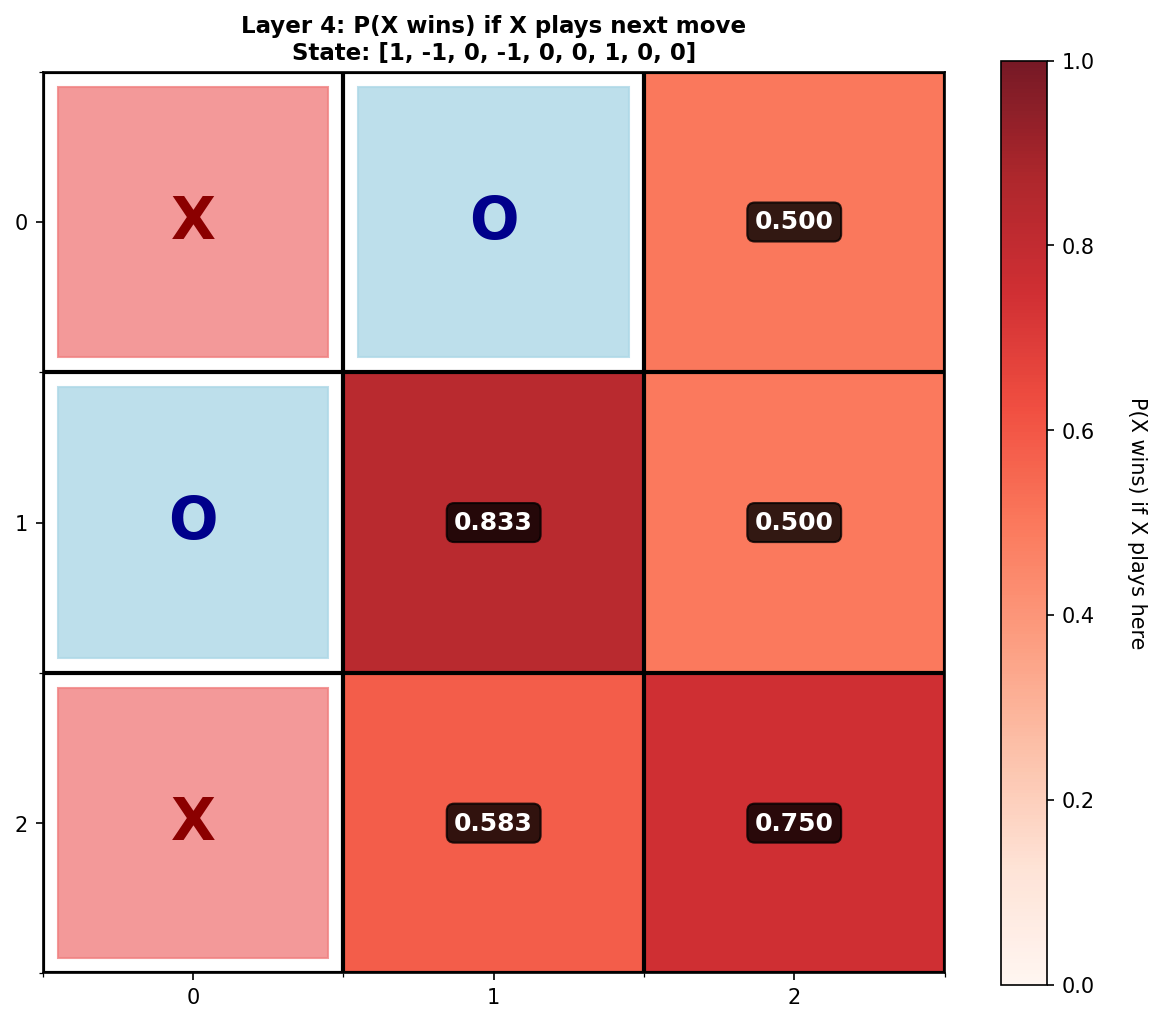 Layer 4: P(X wins) if X plays next move
State: [1, -1, 0, -1, 0, 0, 1, 0, 0]
X
O
0.500
O
0.833
0.500
X
0.583
0.750
0
1
2
0
1
2
1.0
0.8
0.6
0.4
0.2
0.0
P(X wins) if X plays here